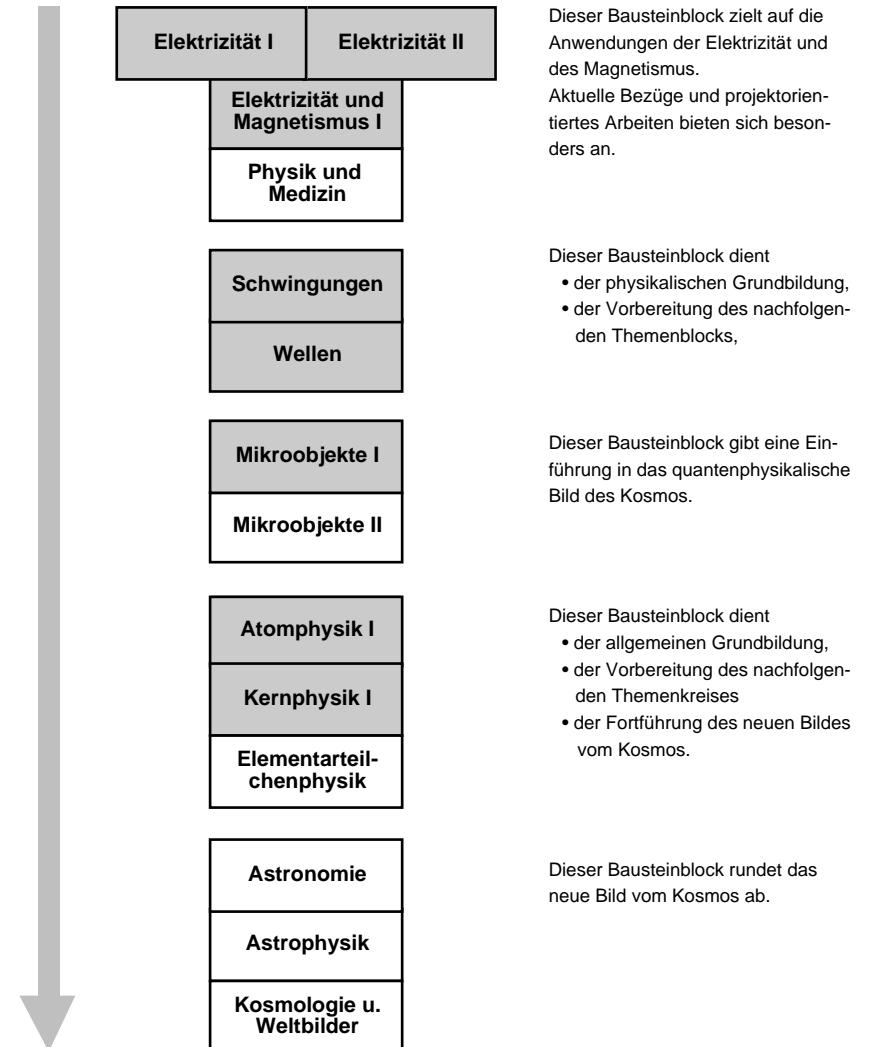 Elektrizität I
Elektrizität II
Elektrizität und
Magnetismus I
Physik und
Medizin
Dieser Bausteinblock zielt auf die
Anwendungen der Elektrizität und
des Magnetismus.
Aktuelle Bezüge und projektorien-
tiertes Arbeiten bieten sich beson-
ders an.
Schwingungen
Wellen
Dieser Bausteinblock dient
• der physikalischen Grundbildung,
• der Vorbereitung des nachfolgen-
den Themenblocks,
Mikroobjekte I
Mikroobjekte II
Dieser Bausteinblock gibt eine Ein-
führung in das quantenphysikalische
Bild des Kosmos.
Atomphysik I
Kernphysik I
Elementarteil-
chenphysik
Dieser Bausteinblock dient
• der allgemeinen Grundbildung,
• der Vorbereitung des nachfolgen-
den Themenkreises
• der Fortführung des neuen Bildes
vom Kosmos.
Astronomie
Astrophysik
Kosmologie u.
Weltbilder
Dieser Bausteinblock rundet das
neue Bild vom Kosmos ab.